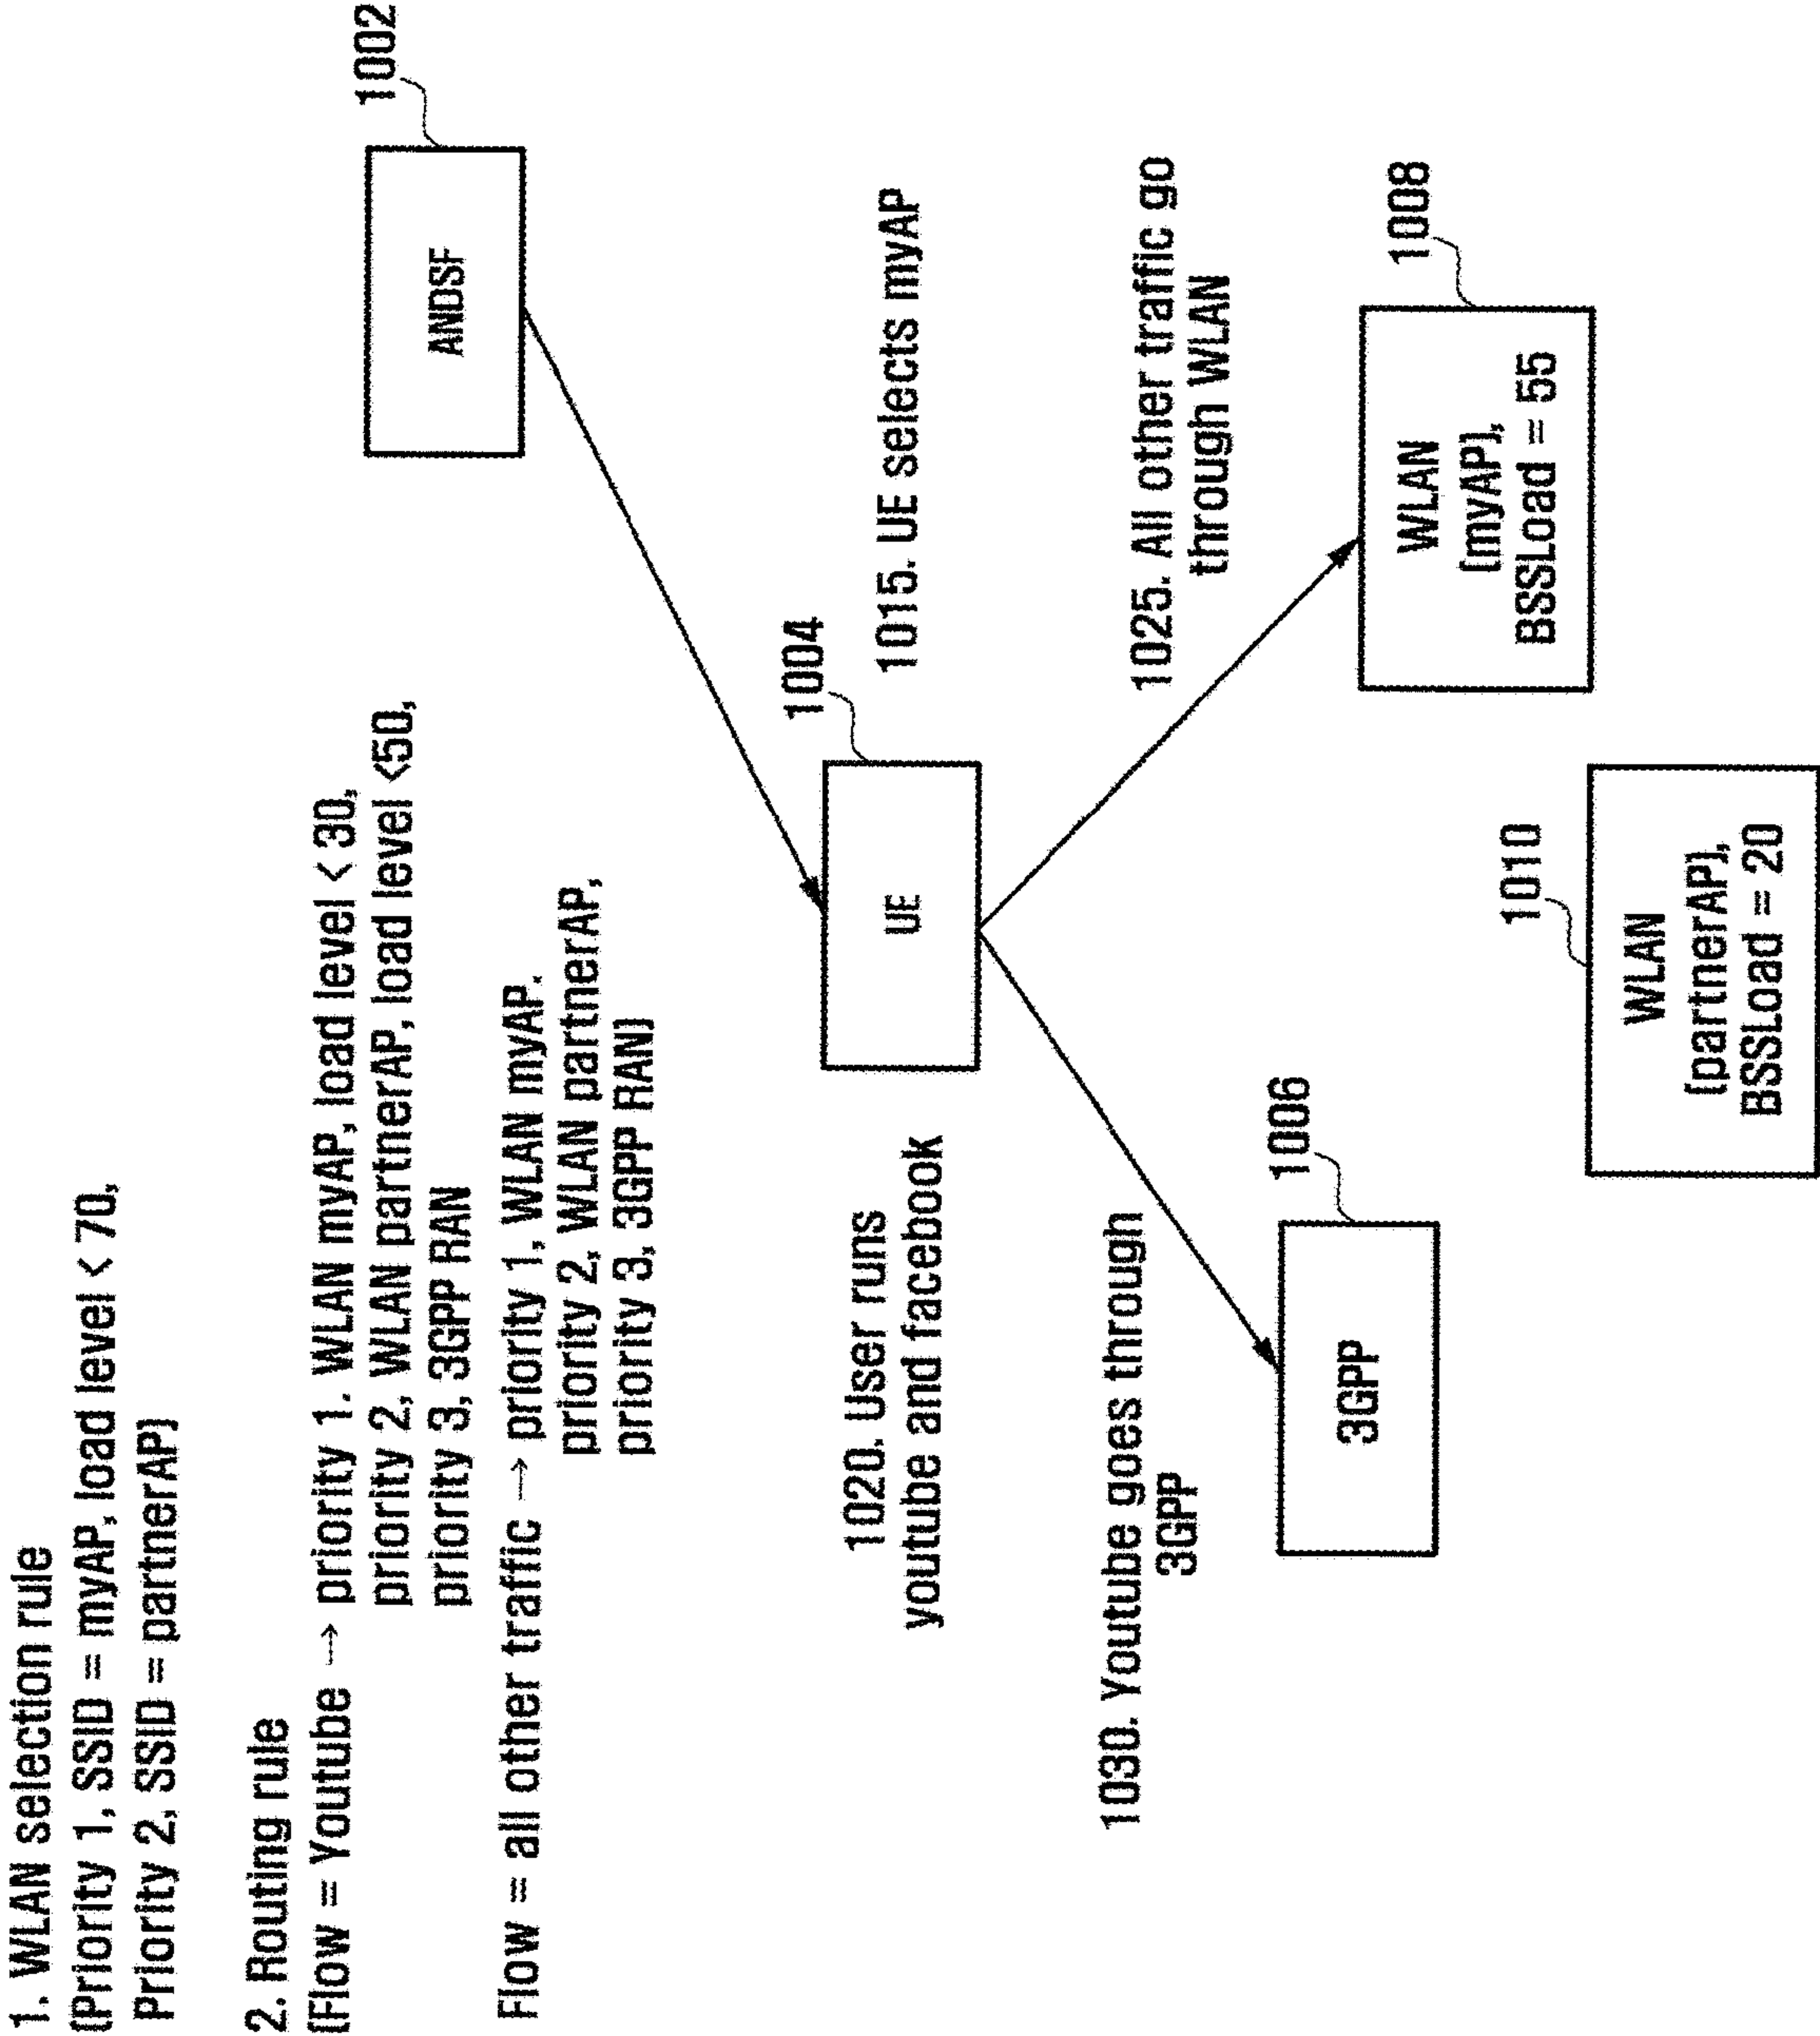 1. WLAN selection rule
(Priority 1, SSID = myAP, load level < 70,
Priority 2, SSID = partnerAP)
2. Routing rule
(Flow = Youtube → priority 1. WLAN myAP, load level < 30,
priority 2, WLAN partnerAP, load level <50,
priority 3, 3GPP RAN
Flow = all other traffic → priority 1, WLAN myAP.
priority 2, WLAN partnerAP,
priority 3, 3GPP RAN)
1002
ANDSF
1004
UE
1015. UE selects myAP
1020. User runs
youtube and facebook
1025. All other traffic go
through WLAN
1030. Youtube goes through
3GPP
1006
3GPP
1008
WLAN
(myAP),
BSSLoad = 55
1010
WLAN
(partnerAP),
BSSLoad = 20